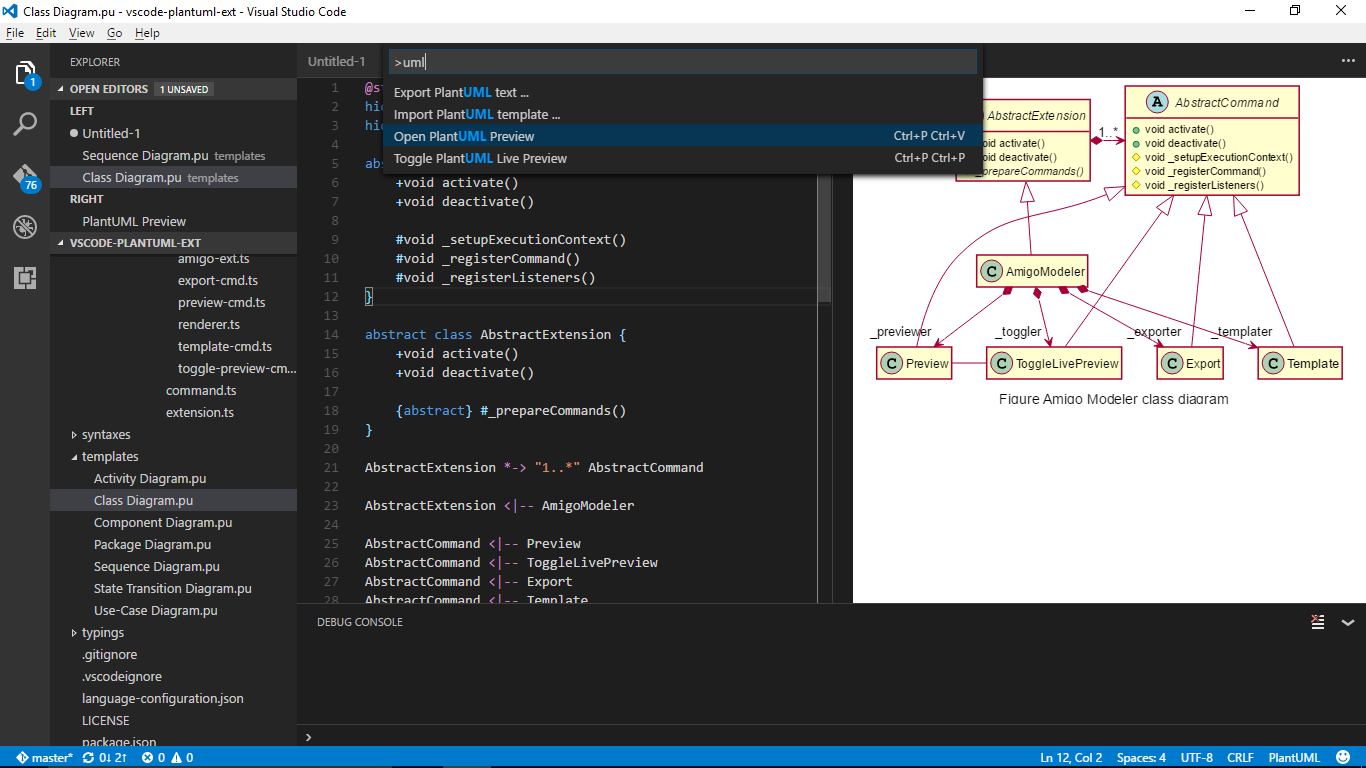 Class Diagram.pu - vscode-plantuml-ext - Visual Studio Code
File Edit View Go Help
EXPLORER
OPEN EDITORS 1 UNSAVED
LEFT
Untitled-1
Sequence Diagram.pu templates
Class Diagram.pu templates
RIGHT
PlantUML Preview
VSCODE-PLANTUML-EXT
amigo-ext.ts
export-cmd.ts
preview-cmd.ts
renderer.ts
template-cmd.ts
toggle-preview-cm...
command.ts
extension.ts
syntaxes
templates
Activity Diagram.pu
Class Diagram.pu
Component Diagram.pu
Package Diagram.pu
Sequence Diagram.pu
State Transition Diagram.pu
Use-Case Diagram.pu
typings
.gitignore
.vscodeignore
language-configuration.json
LICENSE
package.json
1
76
Untitled-1
>uml
Export PlantUML text ...
Import PlantUML template ...
Open PlantUML Preview Ctrl+P Ctrl+V
Toggle PlantUML Live Preview Ctrl+P Ctrl+P
1 @st
2 hid
3 hid
4
5 abs
6 +void activate()
7 +void deactivate()
8
9 #void _setupExecutionContext()
10 #void _registerCommand()
11 #void _registerListeners()
12 }
13
14 abstract class AbstractExtension {
15 +void activate()
16 +void deactivate()
17
18 {abstract} #_prepareCommands()
19 }
20
21 AbstractExtension *-> "1..*" AbstractCommand
22
23 AbstractExtension <|-- AmigoModeler
24
25 AbstractCommand <|-- Preview
26 AbstractCommand <|-- ToggleLivePreview
27 AbstractCommand <|-- Export
28 AbstractCommand <|-- Template
AbstractExtension
void activate()
void deactivate()
_prepareCommands()
1..*
A AbstractCommand
void activate()
void deactivate()
void _setupExecutionContext()
void _registerCommand()
void _registerListeners()
C AmigoModeler
_previewer _toggler _exporter _templater
C Preview C ToggleLivePreview C Export C Template
Figure Amigo Modeler class diagram
DEBUG CONSOLE
>
master* 0↓ 2↑ 0 0 Ln 12, Col 2 Spaces: 4 UTF-8 CRLF PlantUML